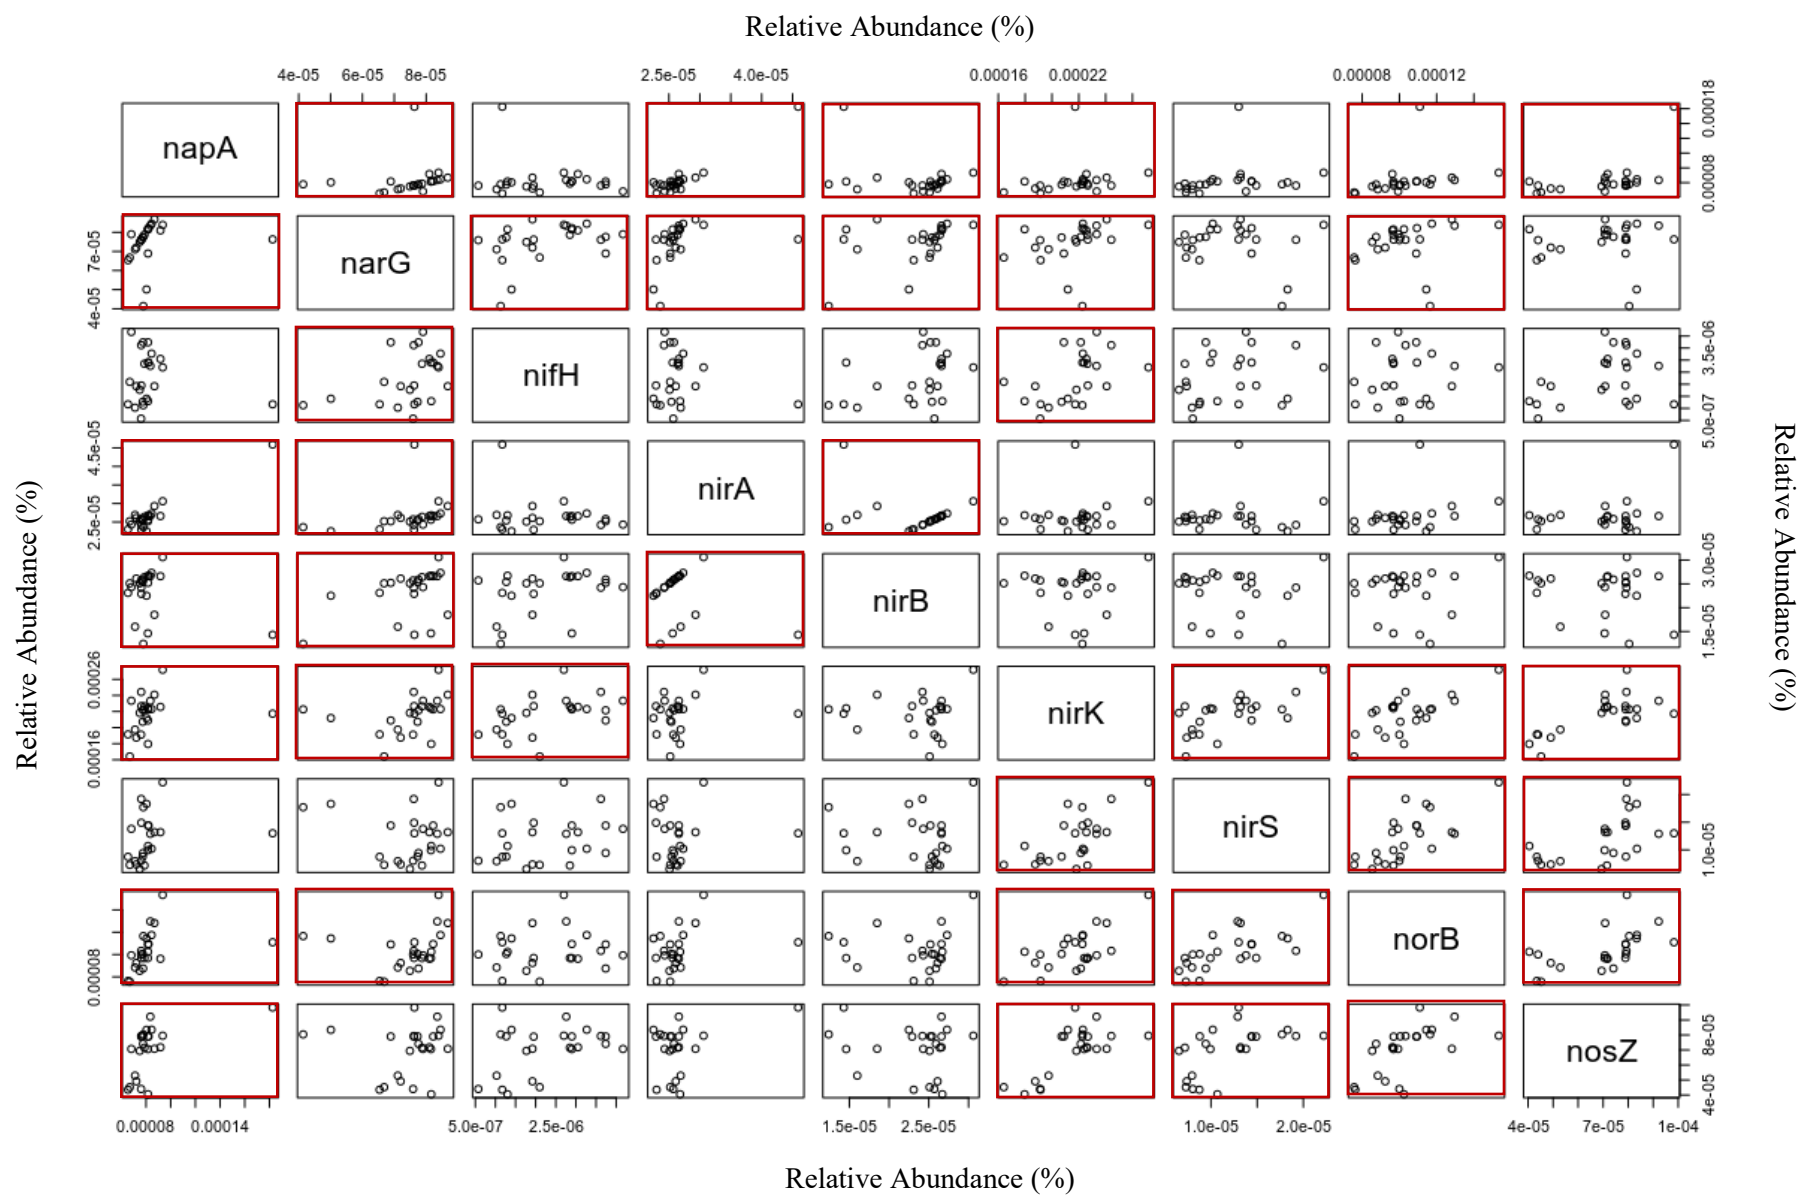 Relative Abundance (%)
4e-05 6e-05 8e-05 2.5e-05 4.0e-05 0.00016 0.00022 0.00008 0.00012
napA 0.00008 0.00018
4e-05 7e-05 narG
nifH 5.0e-07 3.5e-06
2.5e-05 4.5e-05 nirA
nirB 1.5e-05 3.0e-05
0.00016 0.00026 nirK
nirS 1.0e-05
0.00008 norB
nosZ 4e-05 8e-05
0.00008 0.00014 5.0e-07 2.5e-06 1.5e-05 2.5e-05 1.0e-05 2.0e-05 4e-05 7e-05 1e-04
Relative Abundance (%)
Relative Abundance (%)
Relative Abundance (%)